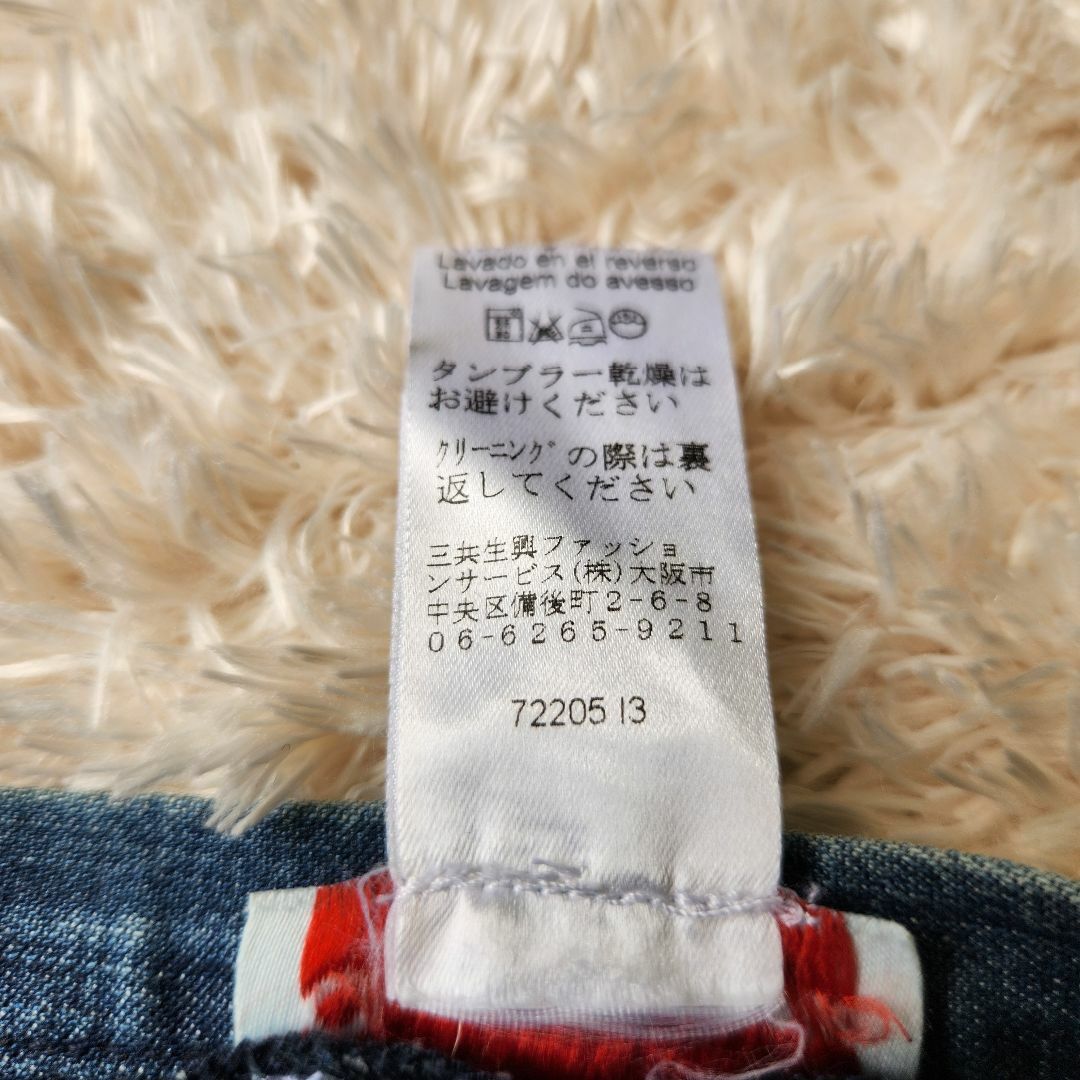 Lavado en el reverso
Lavagem do avesso
タンブラー乾燥は
お避けください
ｸﾘｰﾆﾝｸﾞの際は裏
返してください
三共生興ファッショ
ンサービス(株)大阪市
中央区備後町2-6-8
06-6265-9211
72205 13